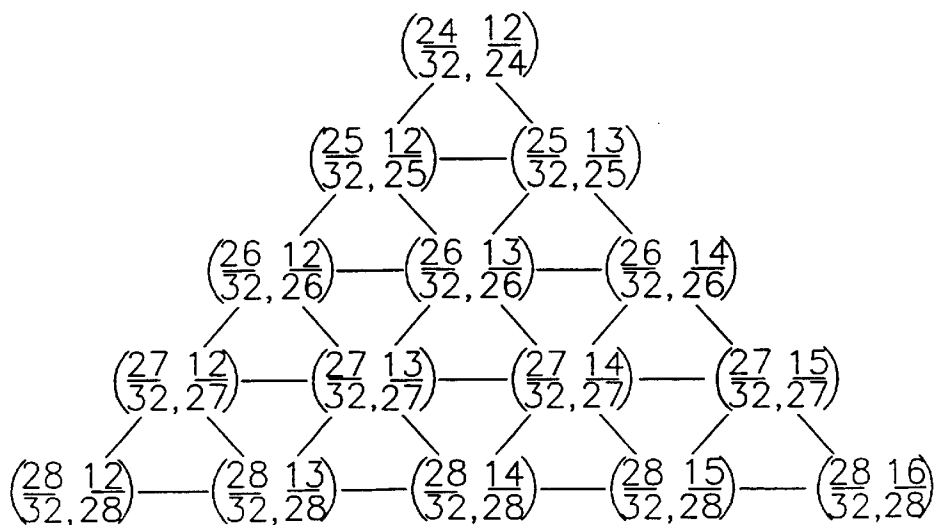 (24/32, 12/24)
(25/32, 12/25) (25/32, 13/25)
(26/32, 12/26) (26/32, 13/26) (26/32, 14/26)
(27/32, 12/27) (27/32, 13/27) (27/32, 14/27) (27/32, 15/27)
(28/32, 12/28) (28/32, 13/28) (28/32, 14/28) (28/32, 15/28) (28/32, 16/28)